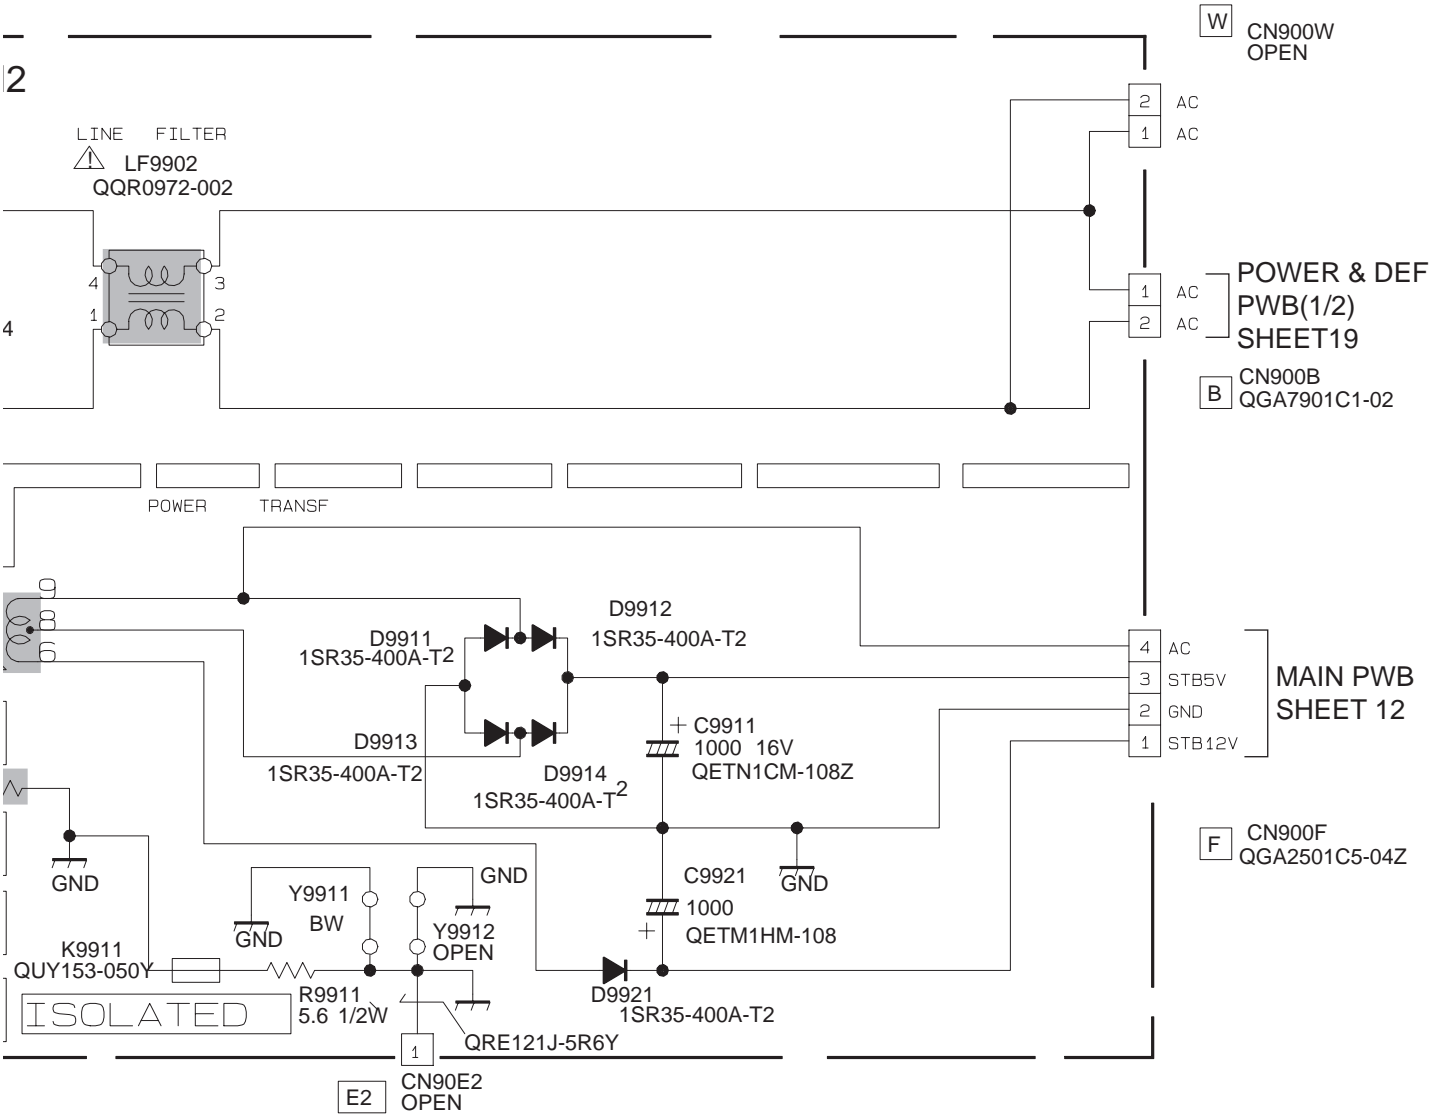 W
CN900W
OPEN
2
2 AC
1 AC
LINE FILTER
LF9902
QQR0972-002
4
3
1
2
4
1 AC
2 AC
POWER & DEF
PWB(1/2)
SHEET19
B
CN900B
QGA7901C1-02
POWER TRANSF
9
8
6
D9911
1SR35-400A-T2
D9912
1SR35-400A-T2
4 AC
3 STB5V
2 GND
1 STB12V
MAIN PWB
SHEET 12
D9913
1SR35-400A-T2
D9914
1SR35-400A-T2
+ C9911
1000 16V
QETN1CM-108Z
F
CN900F
QGA2501C5-04Z
GND
GND
Y9911
BW
GND
Y9912
OPEN
C9921
1000
+ QETM1HM-108
GND
K9911
QUY153-050Y
R9911
5.6 1/2W
D9921
1SR35-400A-T2
ISOLATED
QRE121J-5R6Y
1
E2
CN90E2
OPEN